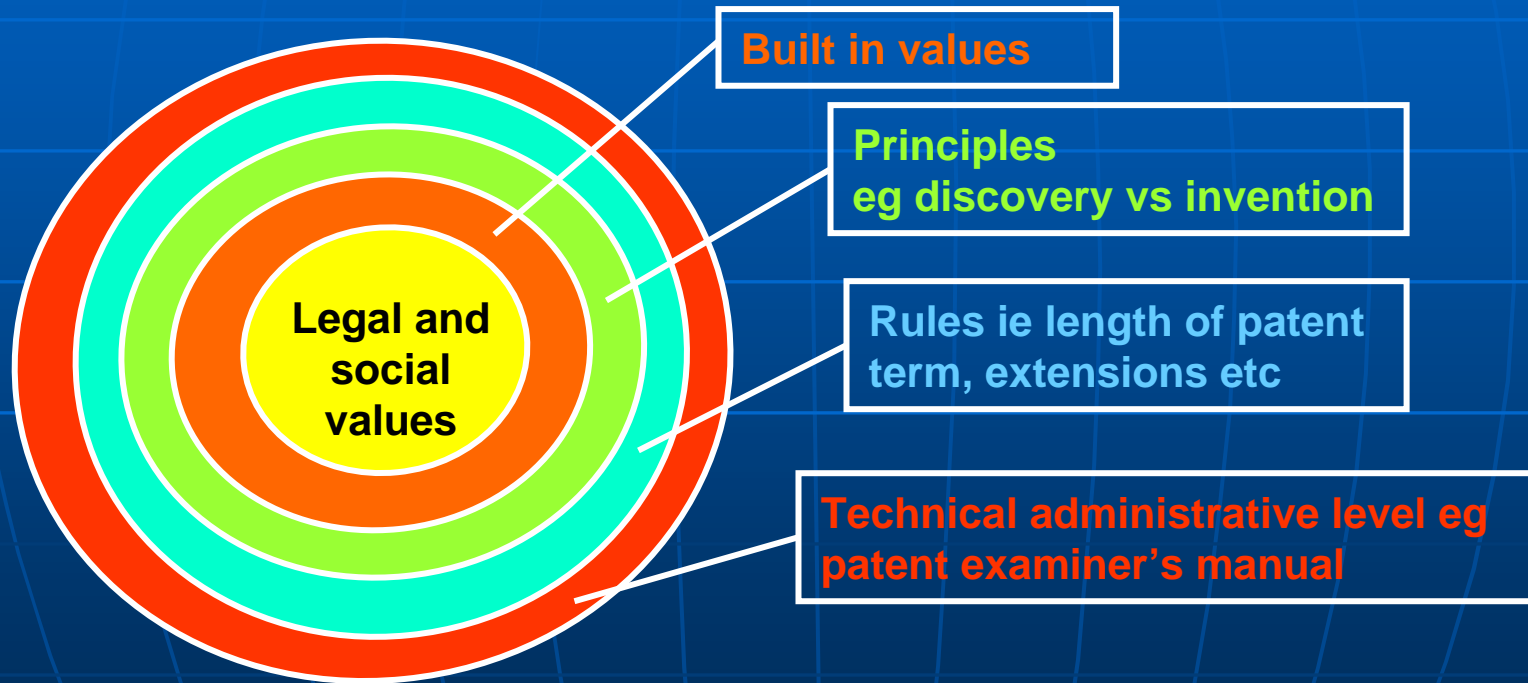 Built in values
Principles
eg discovery vs invention
Legal and
social
values
Rules ie length of patent
term, extensions etc
Technical administrative level eg
patent examiner’s manual